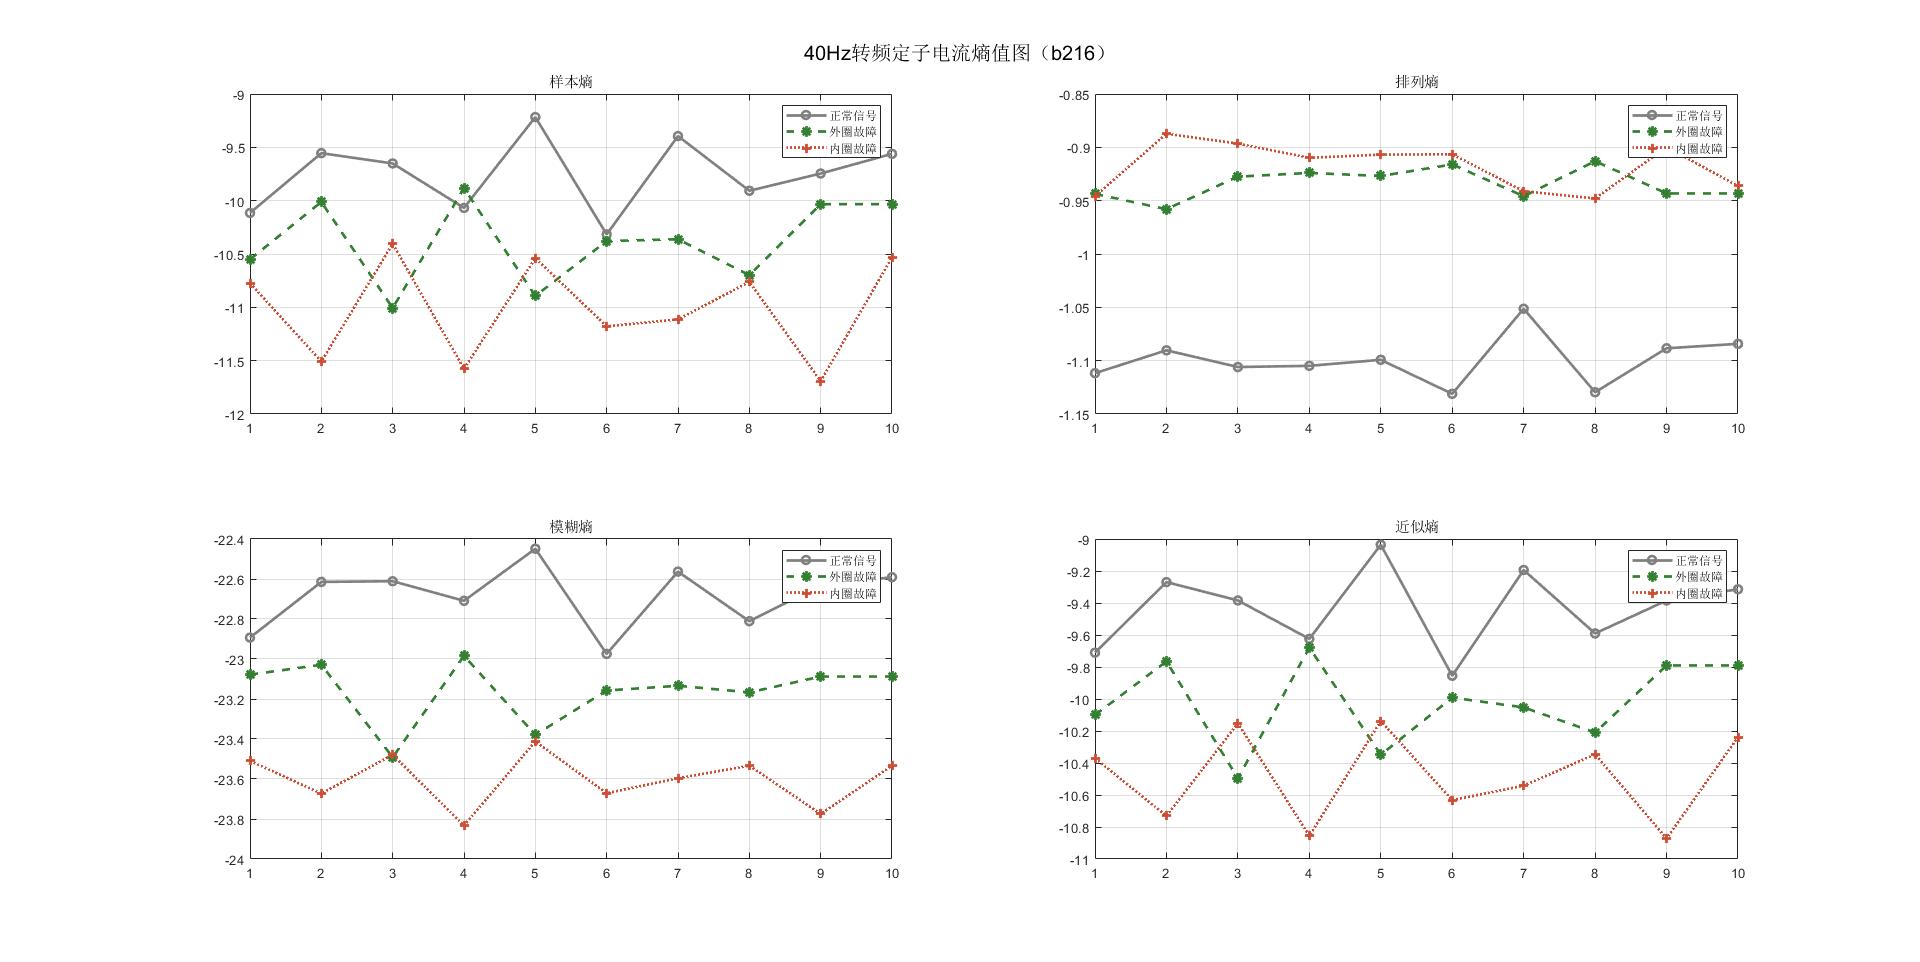 40Hz转频定子电流熵值图（b216）
样本熵
-9
-9.5
-10
-10.5
-11
-11.5
-12
1 2 3 4 5 6 7 8 9 10
正常信号
外圈故障
内圈故障
排列熵
-0.85
-0.9
-0.95
-1
-1.05
-1.1
-1.15
1 2 3 4 5 6 7 8 9 10
正常信号
外圈故障
内圈故障
模糊熵
-22.4
-22.6
-22.8
-23
-23.2
-23.4
-23.6
-23.8
-24
1 2 3 4 5 6 7 8 9 10
正常信号
外圈故障
内圈故障
近似熵
-9
-9.2
-9.4
-9.6
-9.8
-10
-10.2
-10.4
-10.6
-10.8
-11
1 2 3 4 5 6 7 8 9 10
正常信号
外圈故障
内圈故障